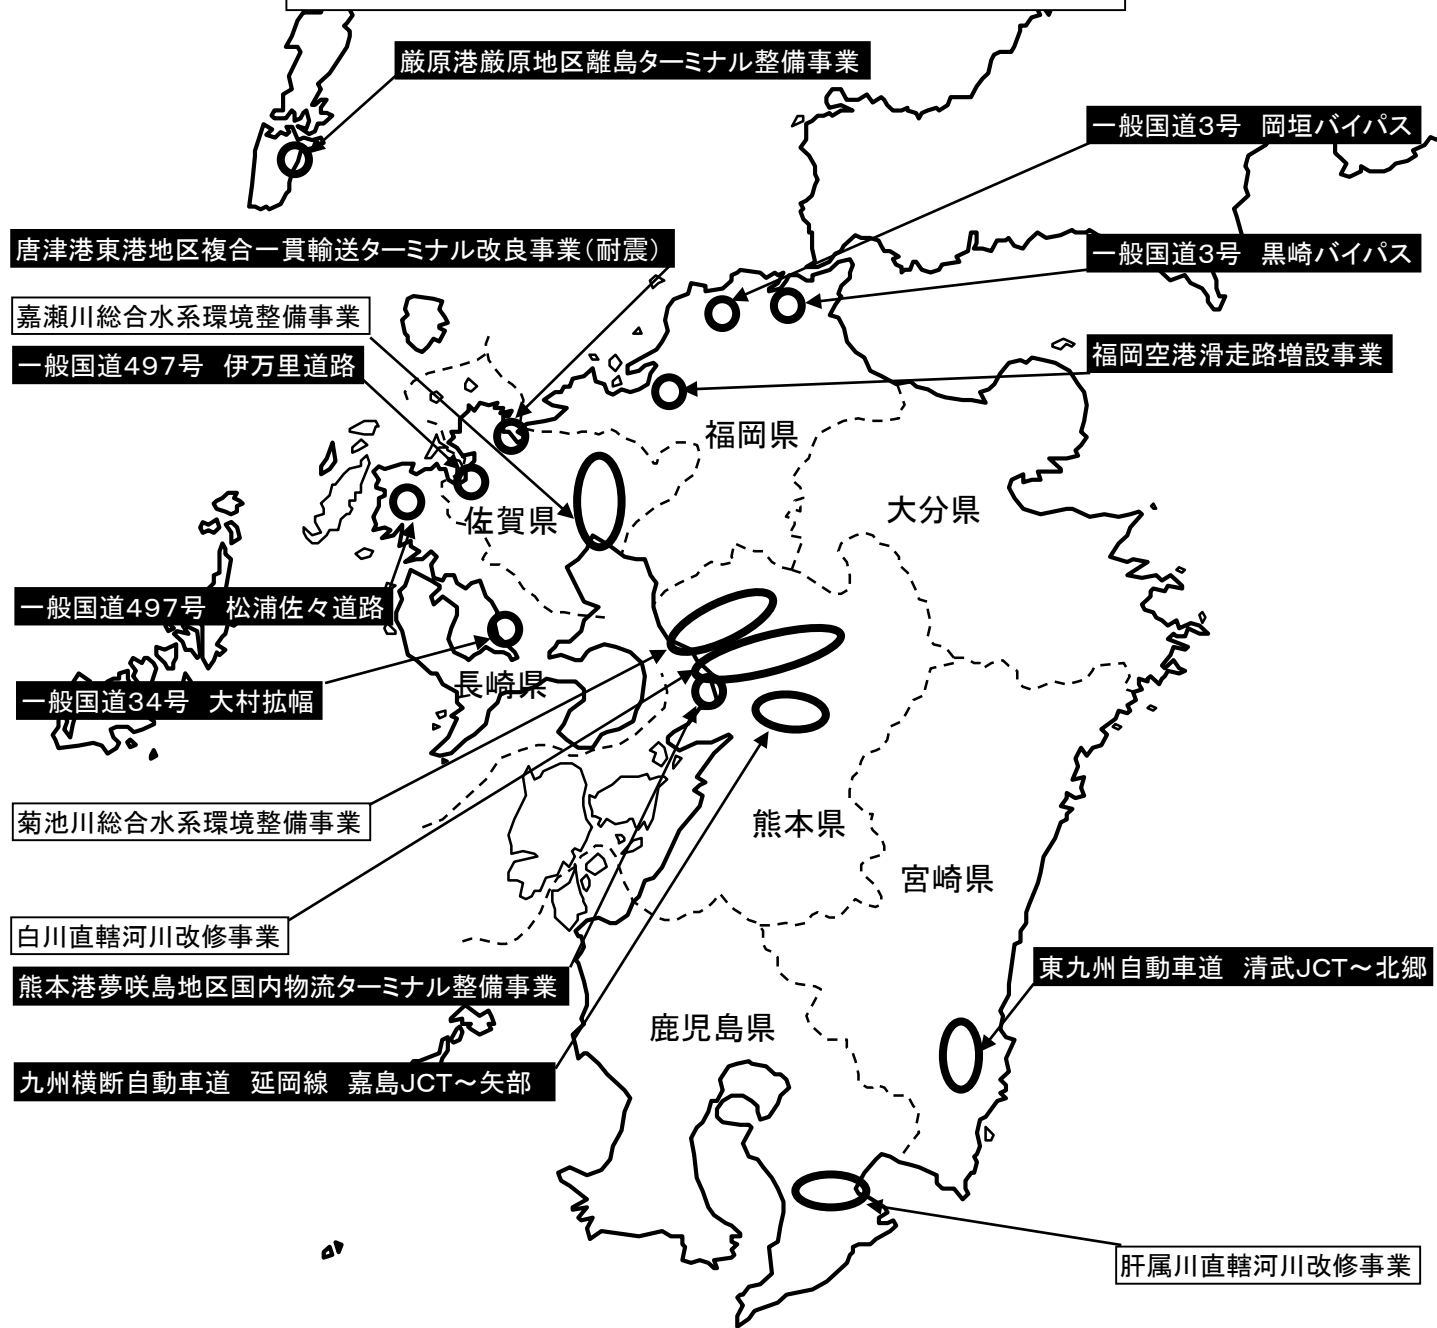 厳原港厳原地区離島ターミナル整備事業
一般国道3号　岡垣バイパス
唐津港東港地区複合一貫輸送ターミナル改良事業(耐震)
一般国道3号　黒崎バイパス
嘉瀬川総合水系環境整備事業
一般国道497号　伊万里道路
福岡空港滑走路増設事業
福岡県
大分県
佐賀県
一般国道497号　松浦佐々道路
長崎県
一般国道34号　大村拡幅
菊池川総合水系環境整備事業
熊本県
宮崎県
白川直轄河川改修事業
東九州自動車道　清武JCT～北郷
熊本港夢咲島地区国内物流ターミナル整備事業
鹿児島県
九州横断自動車道　延岡線　嘉島JCT～矢部
肝属川直轄河川改修事業